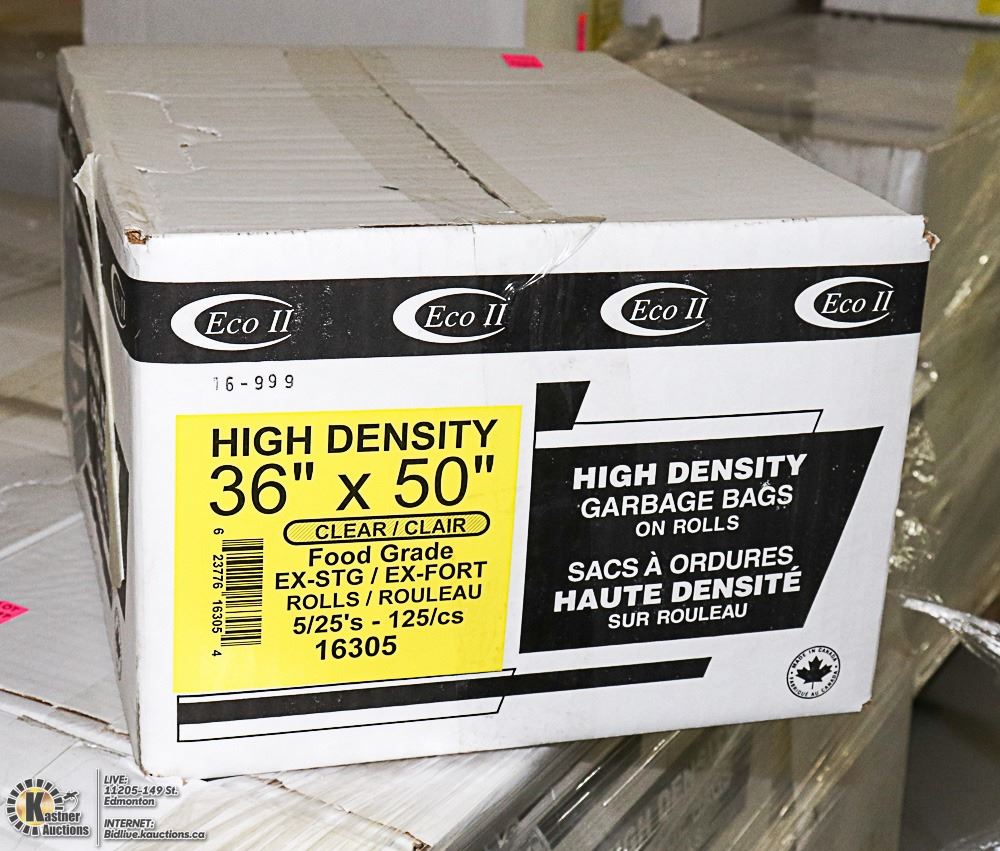 Eco II Eco II Eco II Eco II
16-999
HIGH DENSITY
36" x 50"
CLEAR / CLAIR
Food Grade
EX-STG / EX-FORT
ROLLS / ROULEAU
5/25's - 125/cs
16305
6 23776 16305 4
HIGH DENSITY
GARBAGE BAGS
ON ROLLS
SACS À ORDURES
HAUTE DENSITÉ
SUR ROULEAU
MADE IN CANADA
FABRIQUÉ AU CANADA
Kastner
Auctions
LIVE:
11205-149 St.
Edmonton
INTERNET:
Bidlive.kauctions.ca